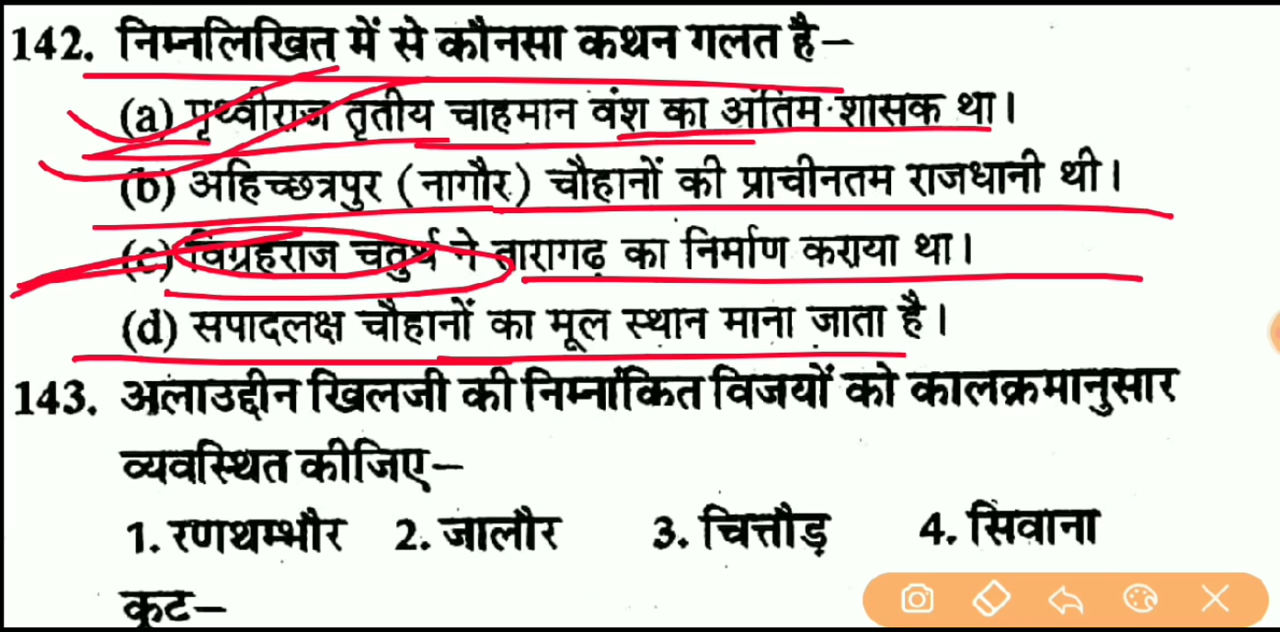 142. निम्नलिखित में से कौनसा कथन गलत है–
(a) पृथ्वीराज तृतीय चाहमान वंश का अंतिम शासक था।
(b) अहिच्छत्रपुर (नागौर) चौहानों की प्राचीनतम राजधानी थी।
(c) विग्रहराज चतुर्थ ने तारागढ़ का निर्माण कराया था।
(d) सपादलक्ष चौहानों का मूल स्थान माना जाता है।
143. अलाउद्दीन खिलजी की निम्नांकित विजयों को कालक्रमानुसार
व्यवस्थित कीजिए–
1. रणथम्भौर 2. जालौर 3. चित्तौड़ 4. सिवाना
कूट–